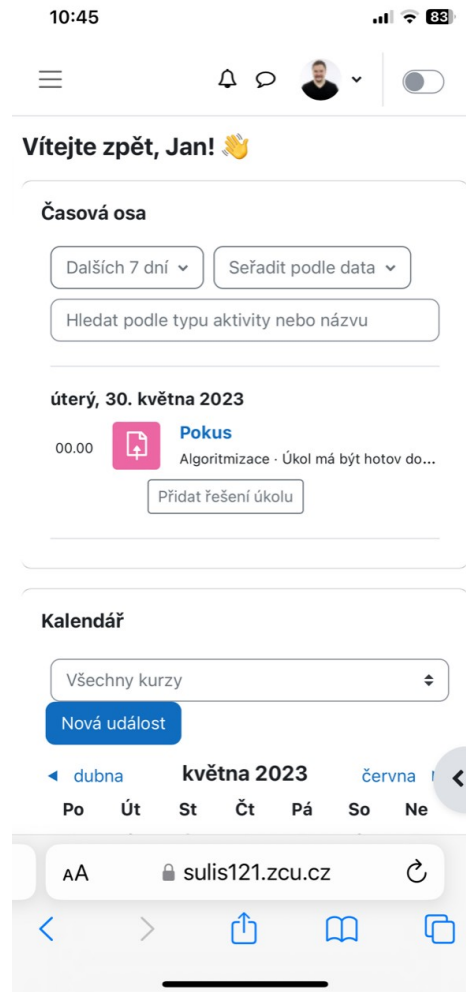 10:45
83
Vítejte zpět, Jan! 👋
Časová osa
Dalších 7 dní
Seřadit podle data
Hledat podle typu aktivity nebo názvu
úterý, 30. května 2023
00.00
Pokus
Algoritmizace · Úkol má být hotov do...
Přidat řešení úkolu
Kalendář
Všechny kurzy
Nová událost
◄ dubna května 2023 června
Po Út St Čt Pá So Ne
AA sulis121.zcu.cz